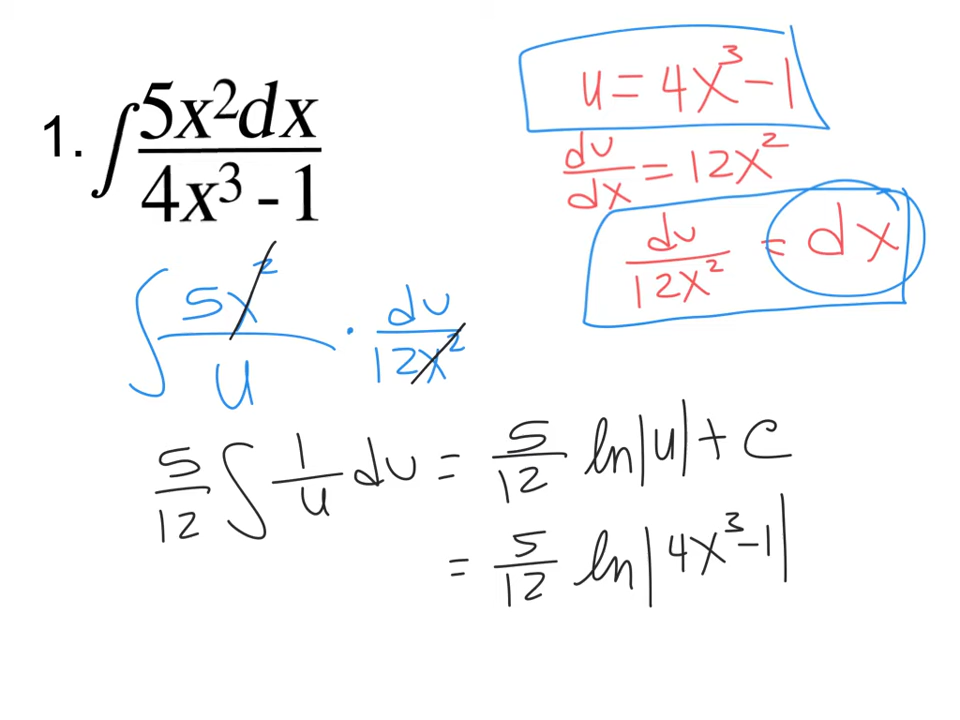 1. ∫ 5x²dx / 4x³ - 1
u = 4x³ - 1
du/dx = 12x²
du/12x² = dx
∫ 5x²/u · du/12x²
5/12 ∫ 1/u du = 5/12 ln|u| + C
= 5/12 ln|4x³-1|